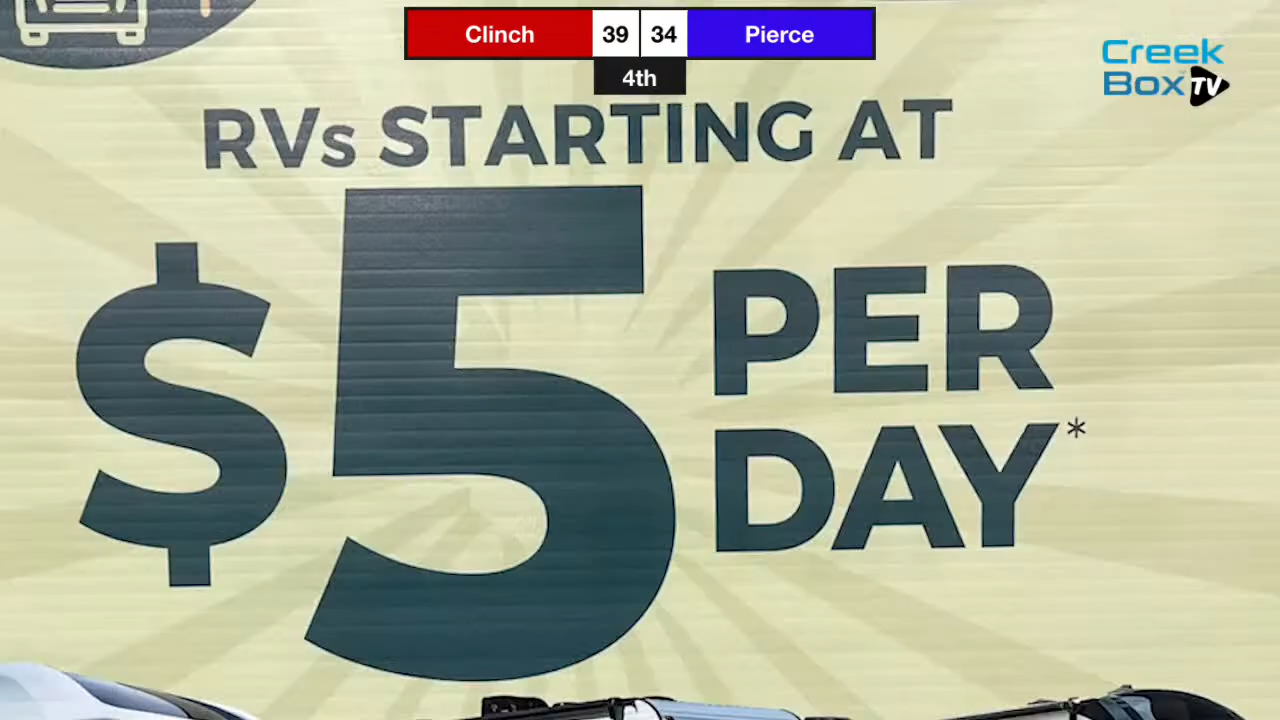 Clinch 39 34 Pierce
4th
Creek
Box TV
RVs STARTING AT
$5 PER
DAY*